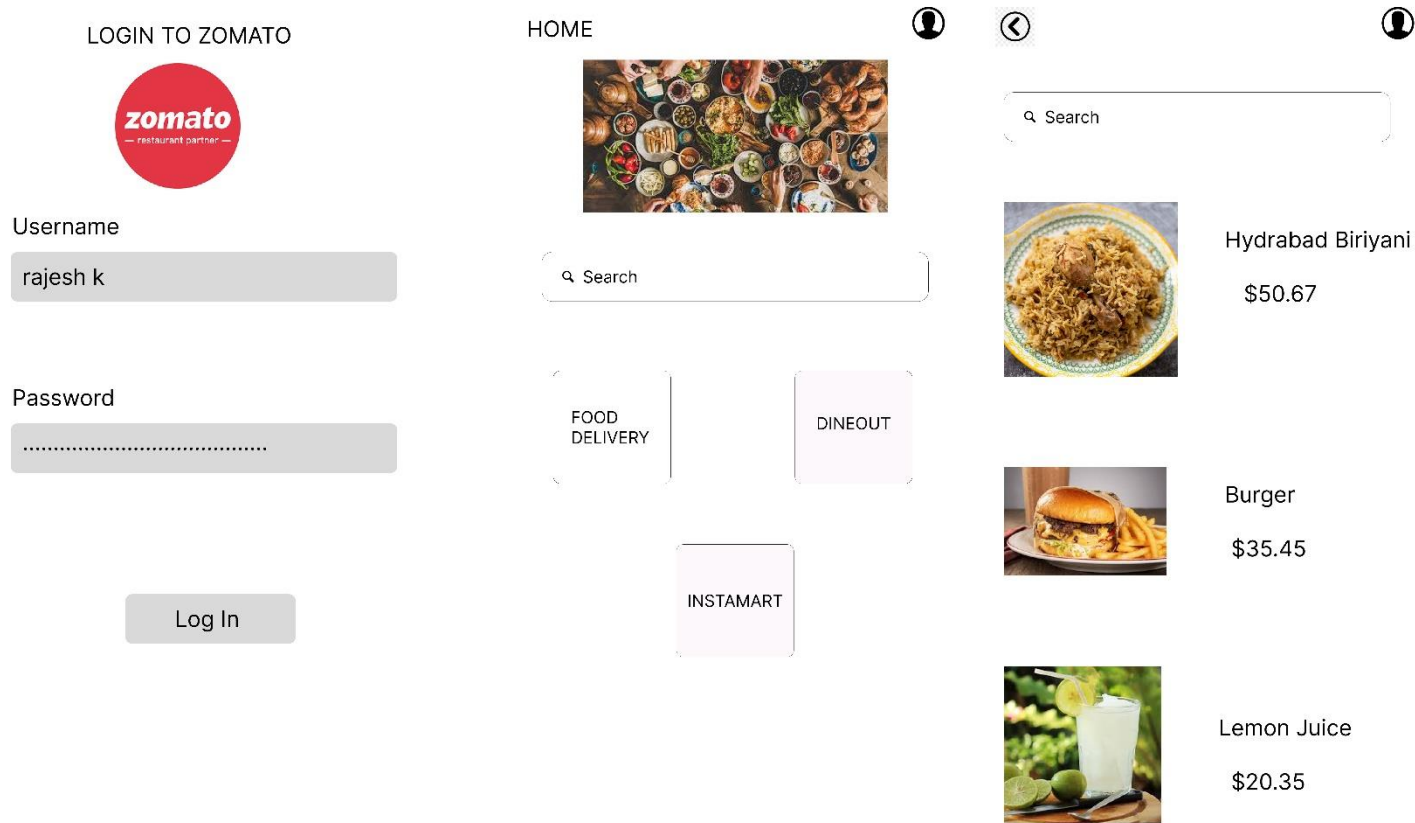 LOGIN TO ZOMATO
zomato
— restaurant partner —
Username
rajesh k
Password
........................................
Log In
HOME
Search
FOOD
DELIVERY
DINEOUT
INSTAMART
Search
Hydrabad Biriyani
$50.67
Burger
$35.45
Lemon Juice
$20.35